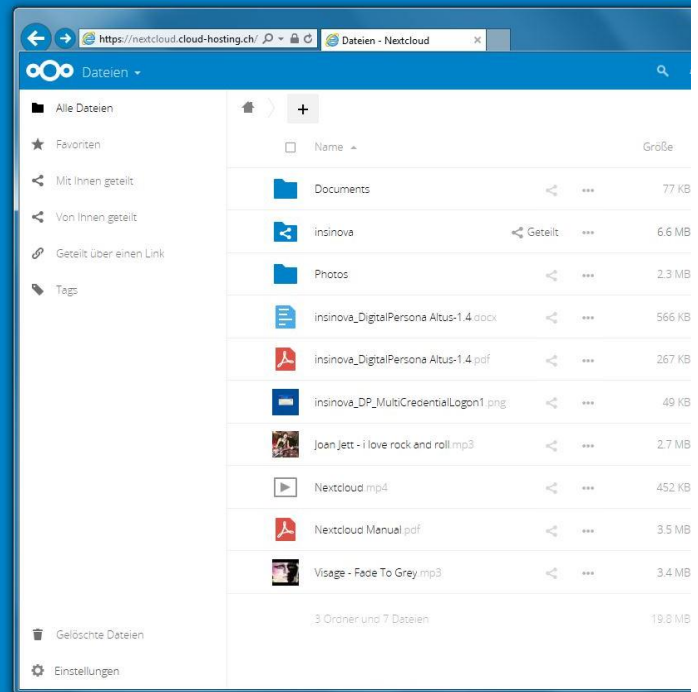 https://nextcloud.cloud-hosting.ch/
Dateien - Nextcloud
Dateien
Alle Dateien
Favoriten
Mit Ihnen geteilt
Von Ihnen geteilt
Geteilt über einen Link
Tags
Name
Größe
Documents 77 KB
insinova Geteilt 6.6 MB
Photos 2.3 MB
insinova_DigitalPersona Altus-1.4.docx 566 KB
insinova_DigitalPersona Altus-1.4.pdf 267 KB
insinova_DP_MultiCredentialLogon1.png 49 KB
Joan Jett - i love rock and roll.mp3 2.7 MB
Nextcloud.mp4 452 KB
Nextcloud Manual.pdf 3.5 MB
Visage - Fade To Grey.mp3 3.4 MB
3 Ordner und 7 Dateien 19.8 MB
Gelöschte Dateien
Einstellungen